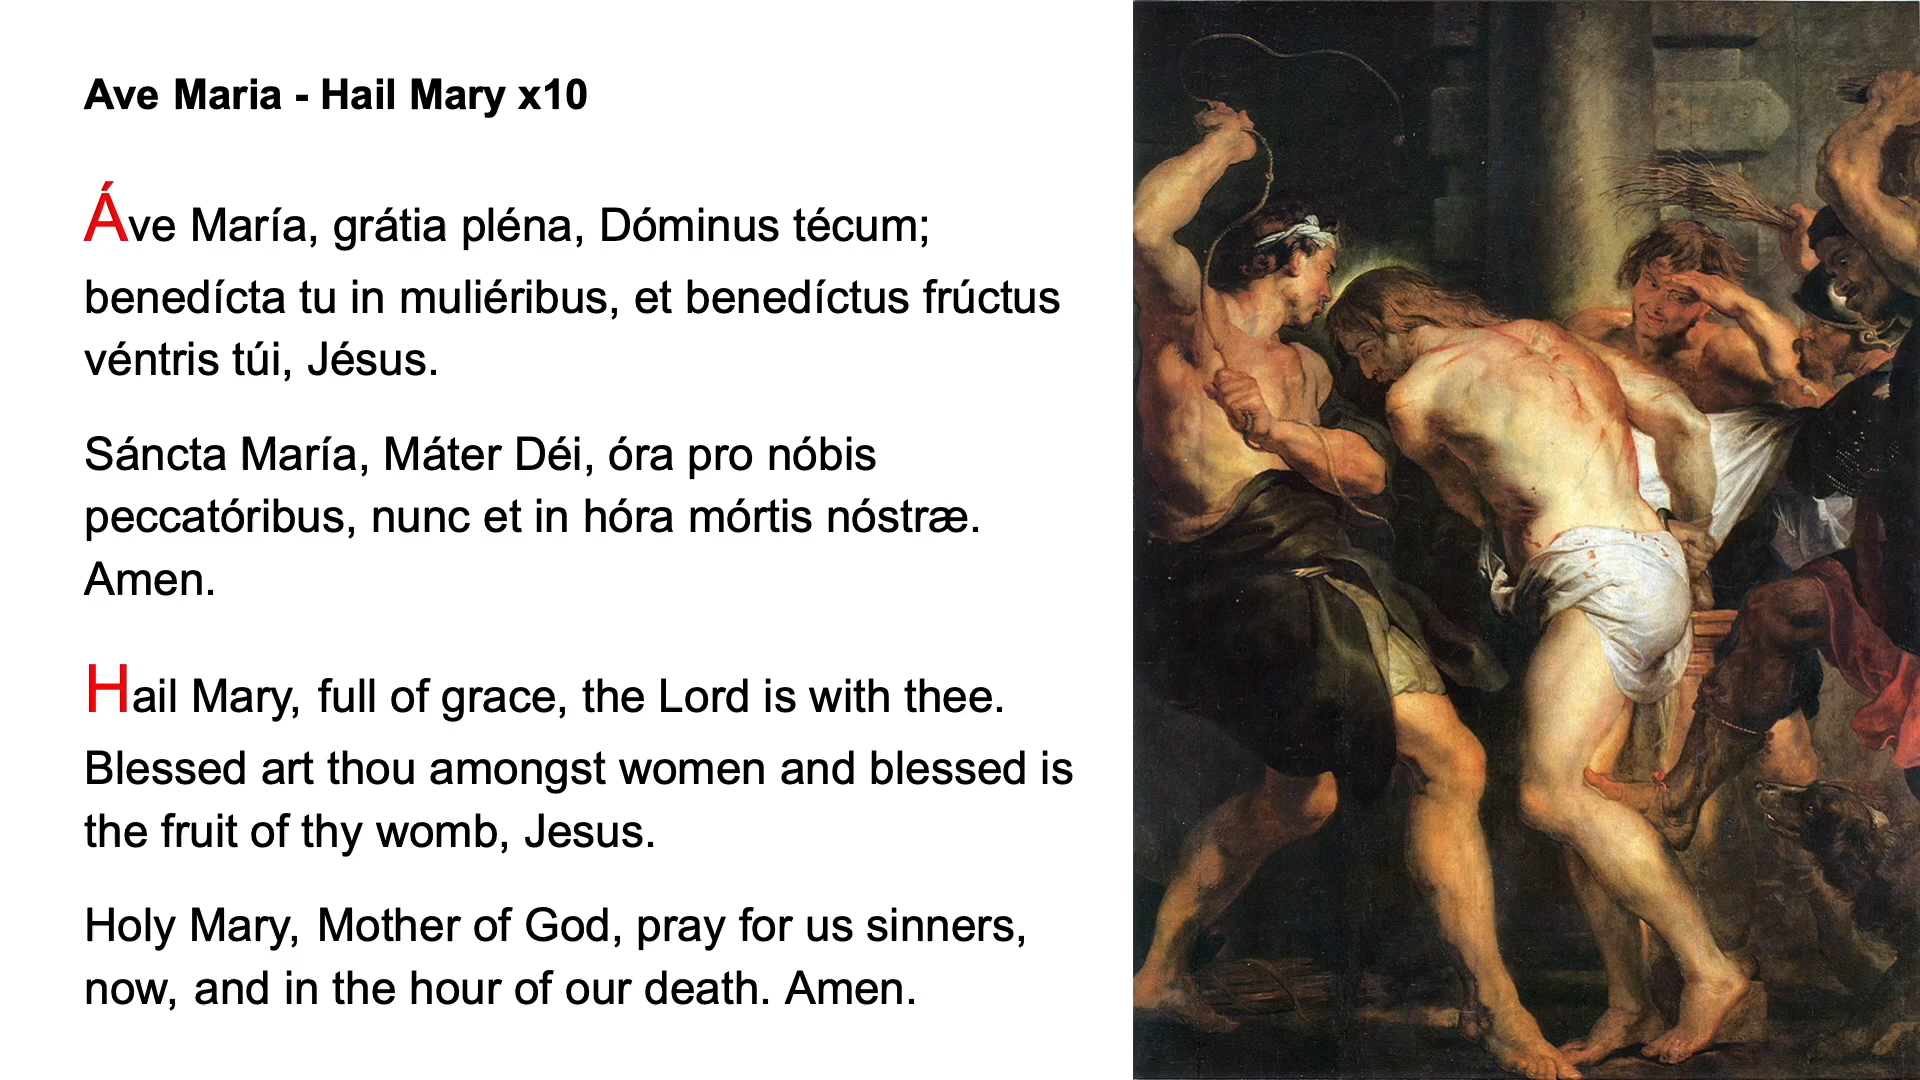 Ave Maria - Hail Mary x10
Áve María, grátia pléna, Dóminus técum;
benedícta tu in muliéribus, et benedíctus frúctus
véntris túi, Jésus.
Sáncta María, Máter Déi, óra pro nóbis
peccatóribus, nunc et in hóra mórtis nóstræ.
Amen.
Hail Mary, full of grace, the Lord is with thee.
Blessed art thou amongst women and blessed is
the fruit of thy womb, Jesus.
Holy Mary, Mother of God, pray for us sinners,
now, and in the hour of our death. Amen.